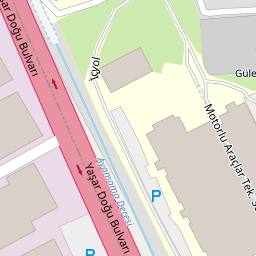 Yaşar Doğu Bulvarı
İçyol
Güle
Motorlu Araçlar Tek. S
Ayamama Deresi
Yaşar Doğu Bulvarı
P
P